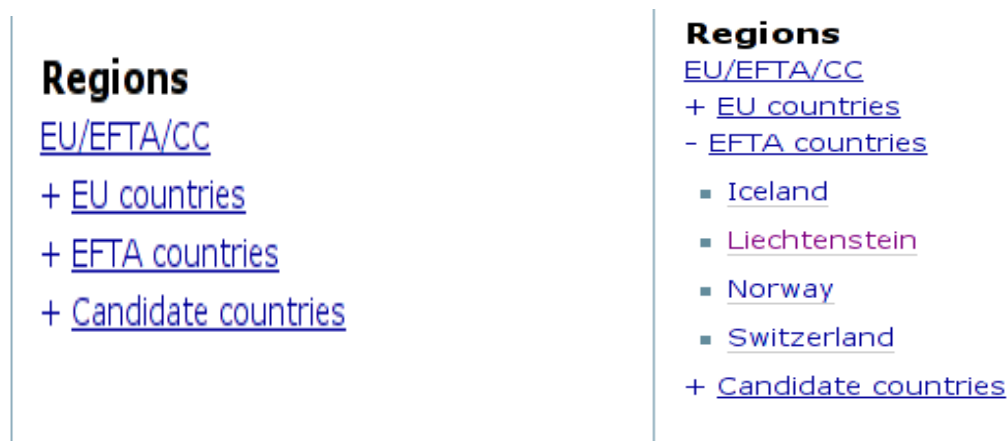 Regions
EU/EFTA/CC
+ EU countries
+ EFTA countries
+ Candidate countries
Regions
EU/EFTA/CC
+ EU countries
- EFTA countries
Iceland
Liechtenstein
Norway
Switzerland
+ Candidate countries